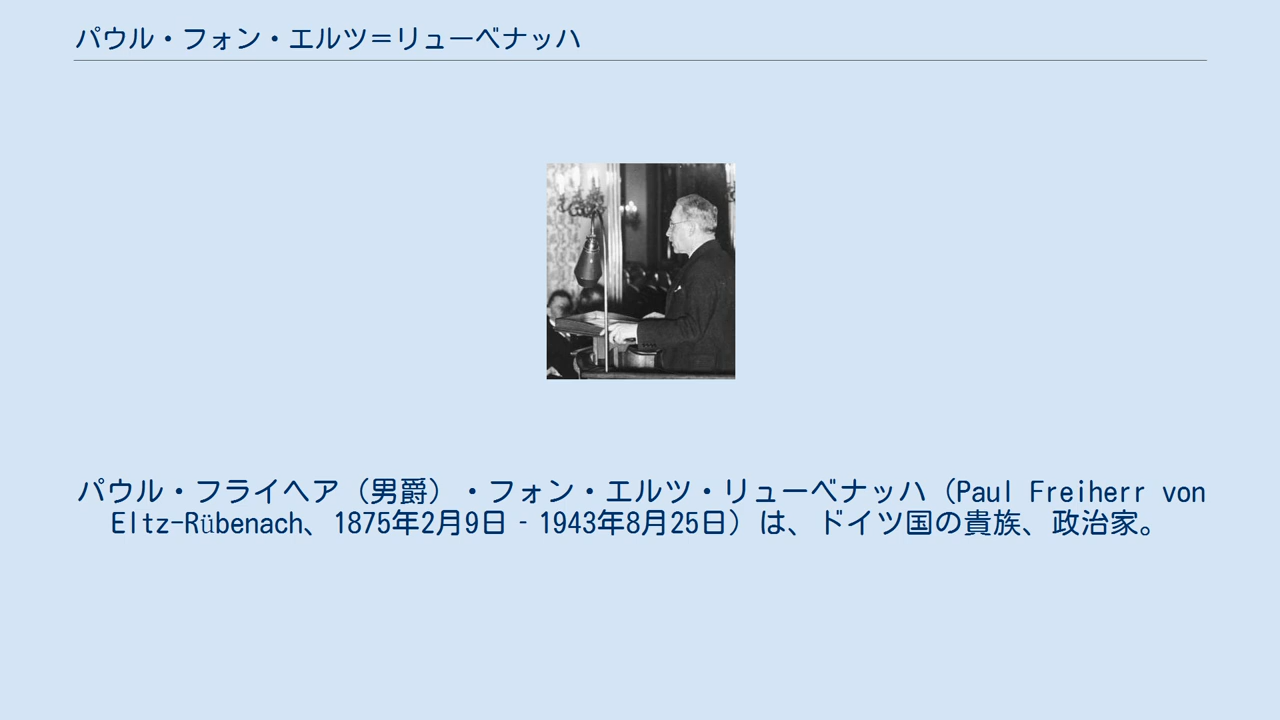 パウル・フォン・エルツ＝リューベナッハ
パウル・フライヘア（男爵）・フォン・エルツ・リューベナッハ（Paul Freiherr von
Eltz-Rübenach、1875年2月9日 - 1943年8月25日）は、ドイツ国の貴族、政治家。